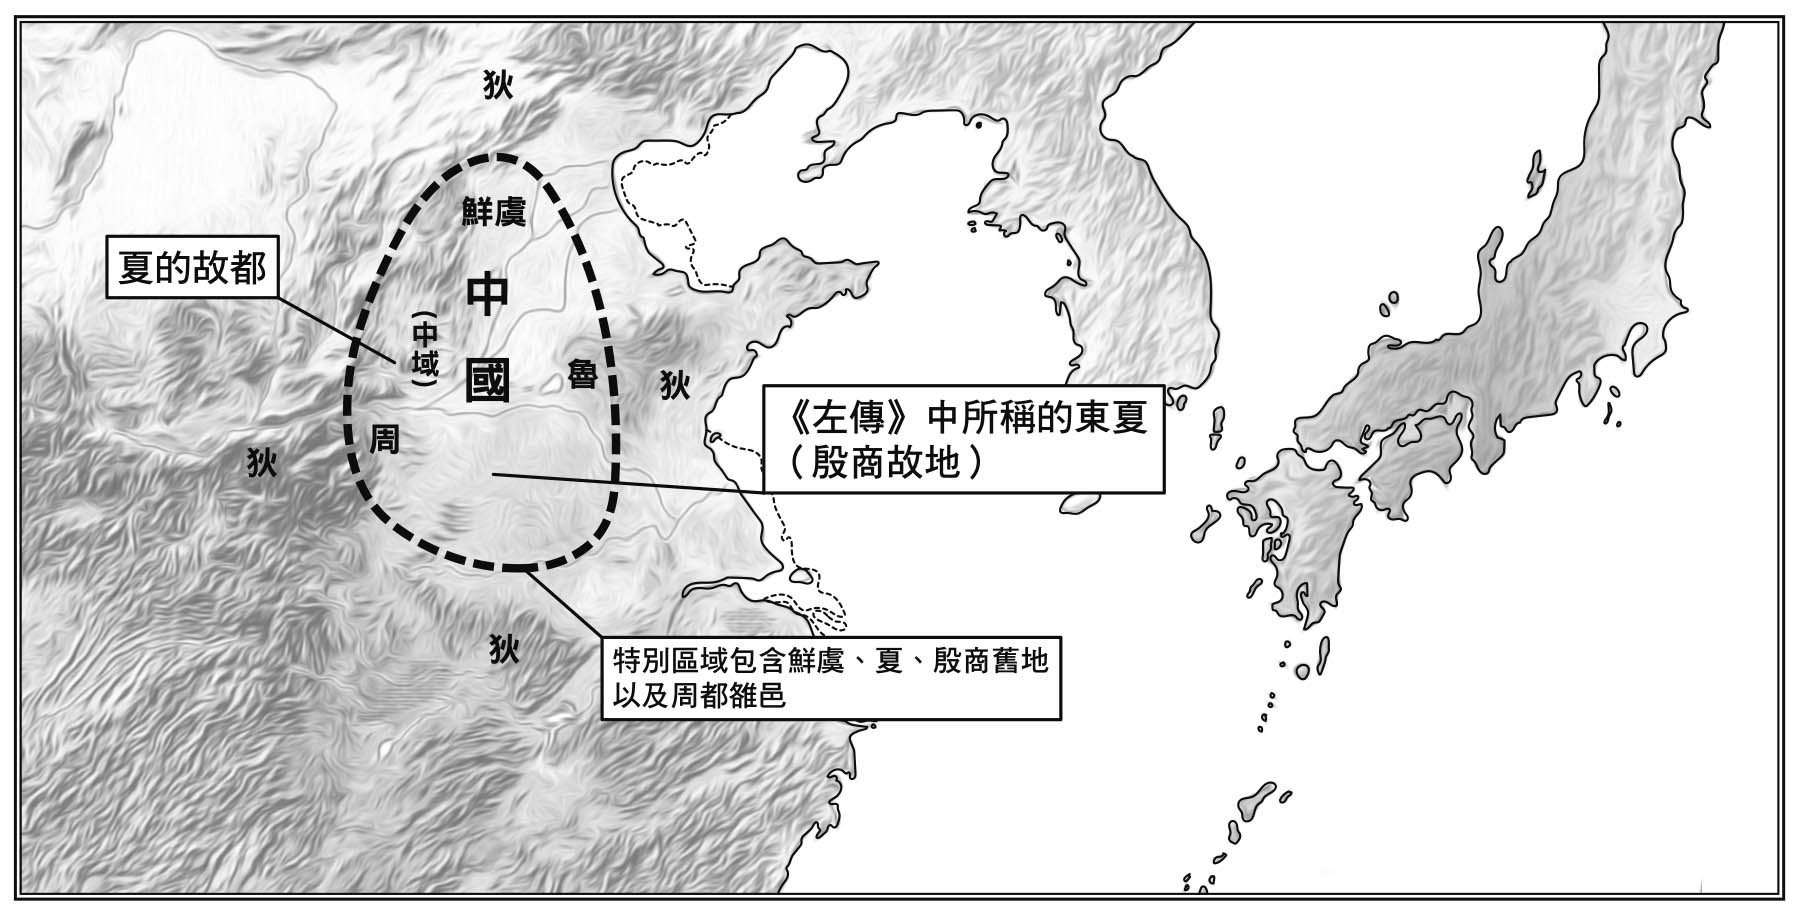 狄
鮮虞
夏的故都
中國
（中域）
魯
狄
《左傳》中所稱的東夏
（殷商故地）
周
狄
狄
特別區域包含鮮虞、夏、殷商舊地
以及周都雒邑